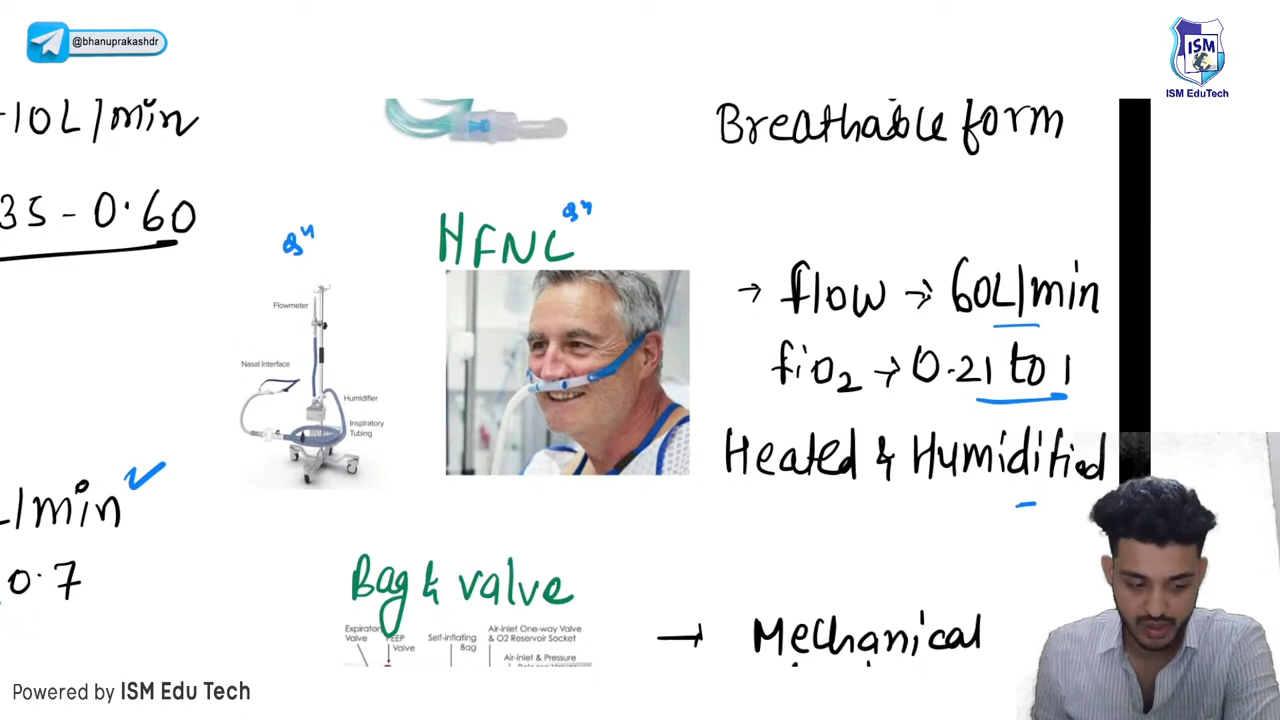 @bhanuprakashdr
ISM
ISM EduTech
10L/min
35 - 0.60
Breathable form
HFNC
Flowmeter
Nasal Interface
Humidifier
Inspiratory
Tubing
→ flow → 60L/min
fiO2 → 0.21 to 1
Heated & Humidified
L/min
0.7
Bag & valve
Expiratory
Valve
PEEP
Valve
Self-inflating
Bag
Air-inlet One-way Valve
& O2 Reservoir Socket
Air-inlet & Pressure
→ Mechanical
Powered by ISM Edu Tech